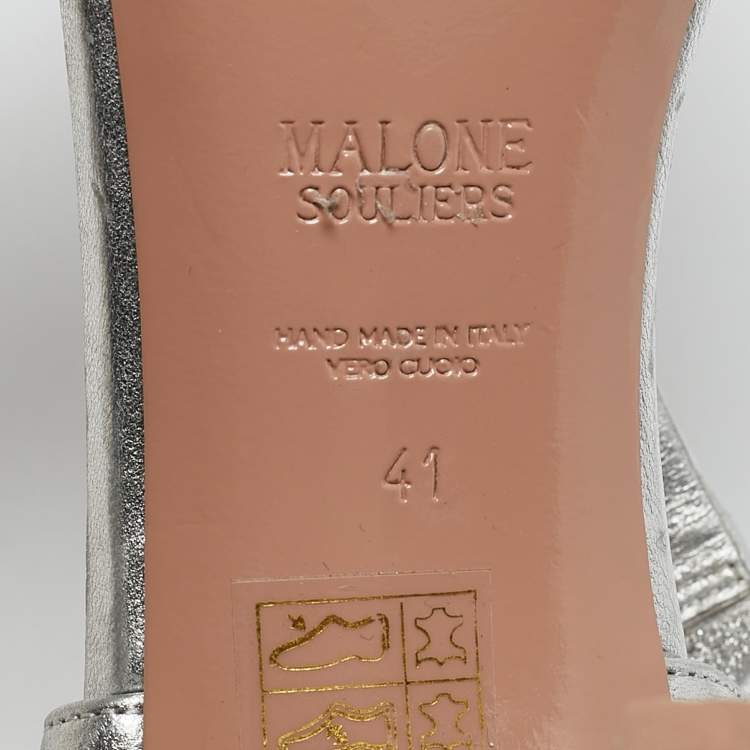 MALONE
SOULIERS
HAND MADE IN ITALY
VERO CUOIO
41